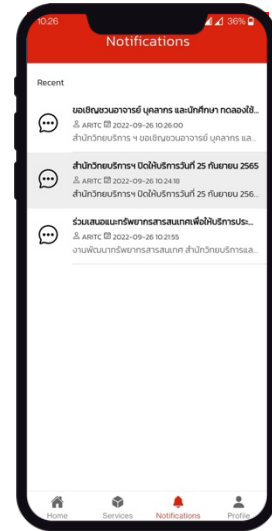 10:26
36%
Notifications
Recent
ขอเชิญชวนอาจารย์ บุคลากร และนักศึกษา ทดลองใช้...
ARITC 2022-09-26 10:26:00
สำนักวิทยบริการ ฯ ขอเชิญชวนอาจารย์ บุคลากร และ...
สำนักวิทยบริการฯ ปิดให้บริการวันที่ 25 กันยายน 2565
ARITC 2022-09-26 10:24:18
สำนักวิทยบริการฯ ปิดให้บริการวันที่ 25 กันยายน 256...
ร่วมเสนอแนะทรัพยากรสารสนเทศเพื่อให้บริการประ...
ARITC 2022-09-26 10:21:55
งานพัฒนาทรัพยากรสารสนเทศ สำนักวิทยบริการแล...
Home Services Notifications Profile